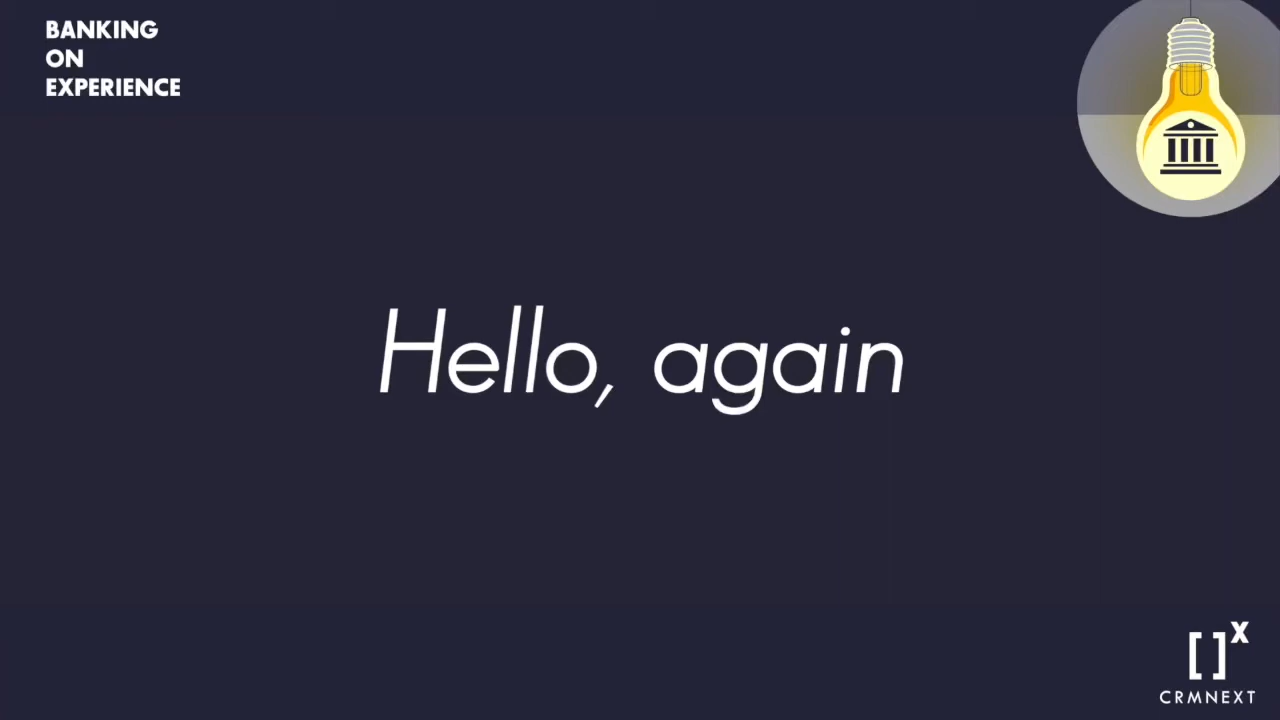 BANKING
ON
EXPERIENCE
Hello, again
[ ]X
CRMNEXT